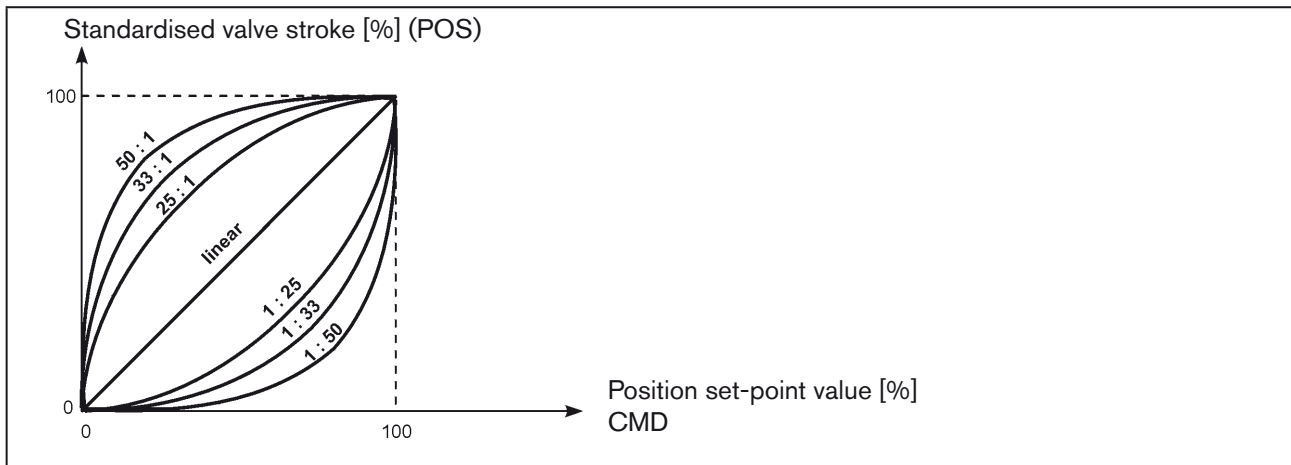 Standardised valve stroke [%] (POS)
100
50 : 1
33 : 1
25 : 1
linear
1 : 25
1 : 33
1 : 50
0
0
100
Position set-point value [%]
CMD